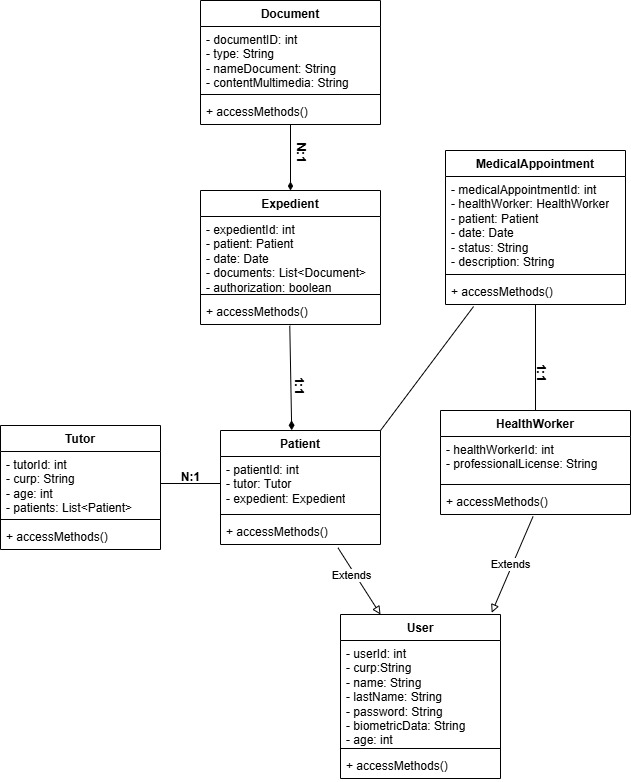 Document
- documentID: int
- type: String
- nameDocument: String
- contentMultimedia: String
+ accessMethods()
N:1
MedicalAppointment
- medicalAppointmentId: int
- healthWorker: HealthWorker
- patient: Patient
- date: Date
- status: String
- description: String
+ accessMethods()
Expedient
- expedientId: int
- patient: Patient
- date: Date
- documents: List<Document>
- authorization: boolean
+ accessMethods()
1:1
1:1
Tutor
- tutorId: int
- curp: String
- age: int
- patients: List<Patient>
+ accessMethods()
N:1
Patient
- patientId: int
- tutor: Tutor
- expedient: Expedient
+ accessMethods()
HealthWorker
- healthWorkerId: int
- professionalLicense: String
+ accessMethods()
Extends
Extends
User
- userId: int
- curp:String
- name: String
- lastName: String
- password: String
- biometricData: String
- age: int
+ accessMethods()